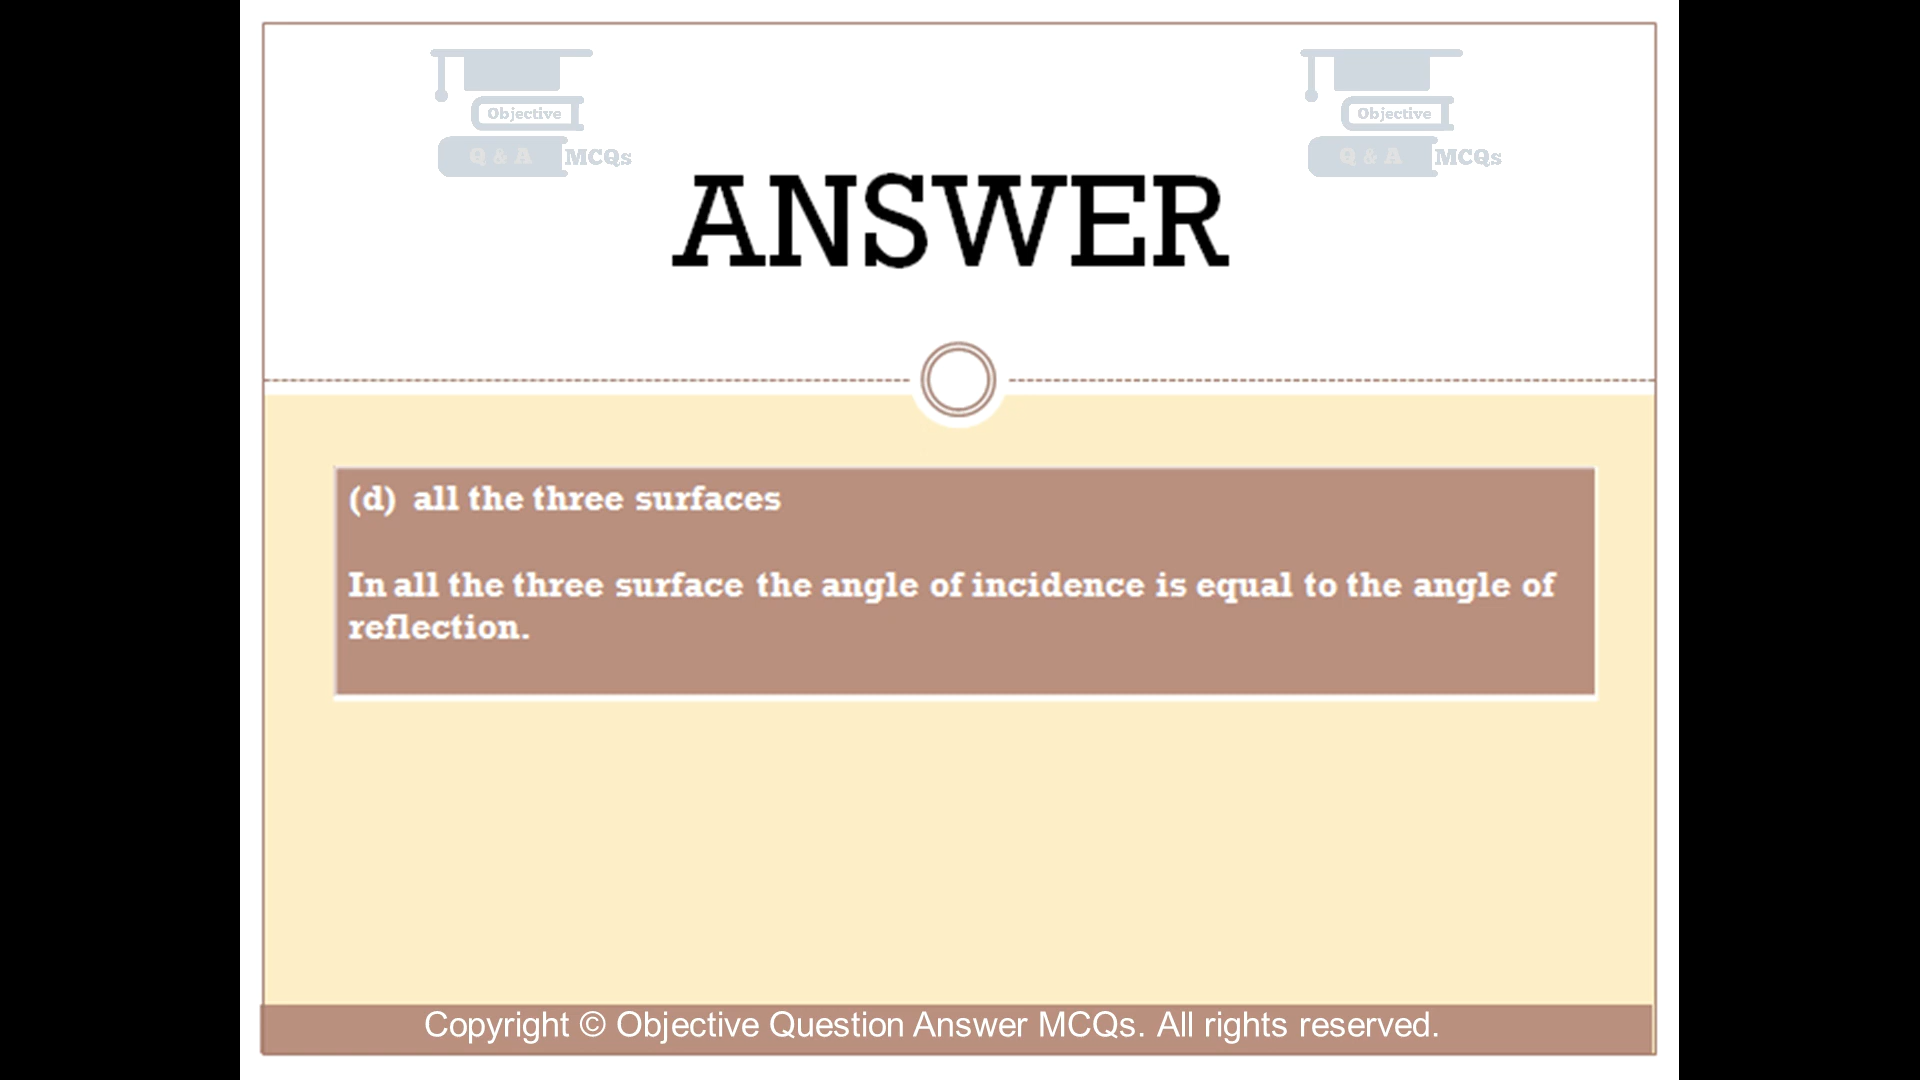 Objective
Q & A MCQs
Objective
Q & A MCQs
ANSWER
(d) all the three surfaces
In all the three surface the angle of incidence is equal to the angle of
reflection.
Copyright © Objective Question Answer MCQs. All rights reserved.